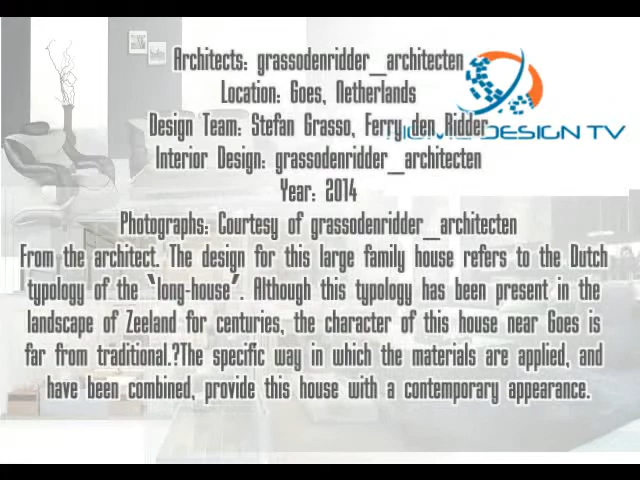 Architects: grassodenridder_architecten
Location: Goes, Netherlands
Design Team: Stefan Grasso, Ferry den Ridder
HOME DESIGN TV
Interior Design: grassodenridder_architecten
Year: 2014
Photographs: Courtesy of grassodenridder_architecten
From the architect. The design for this large family house refers to the Dutch
typology of the ‘long-house’. Although this typology has been present in the
landscape of Zeeland for centuries, the character of this house near Goes is
far from traditional.?The specific way in which the materials are applied, and
have been combined, provide this house with a contemporary appearance.